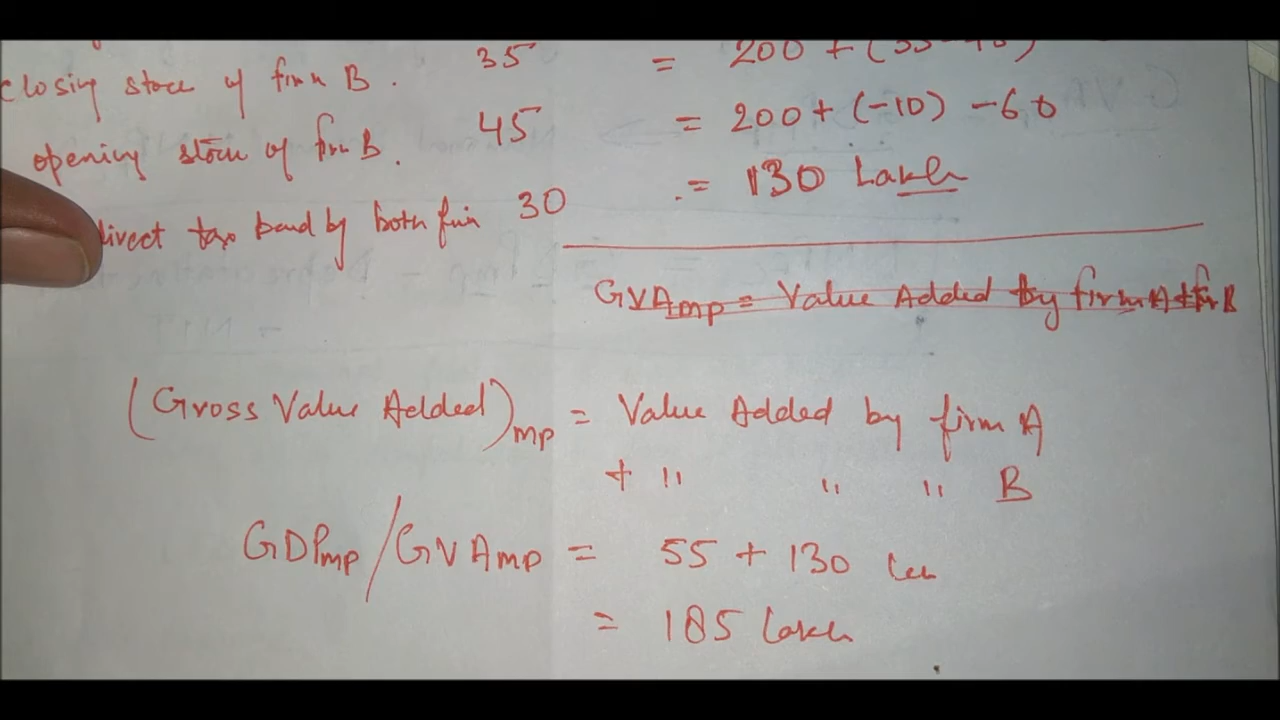 closing stock of firm B. 35
= 200 + (35-45)
opening stock of firm B. 45
= 200 + (-10) - 60
.= 130 Lakh
direct tax paid by both firm 30
GVAmp = Value Added by firm A + firm B
(Gross Value Added)mp = Value Added by firm A
+ " " " B
GDPmp / GVAmp = 55 + 130
= 185 Lakh